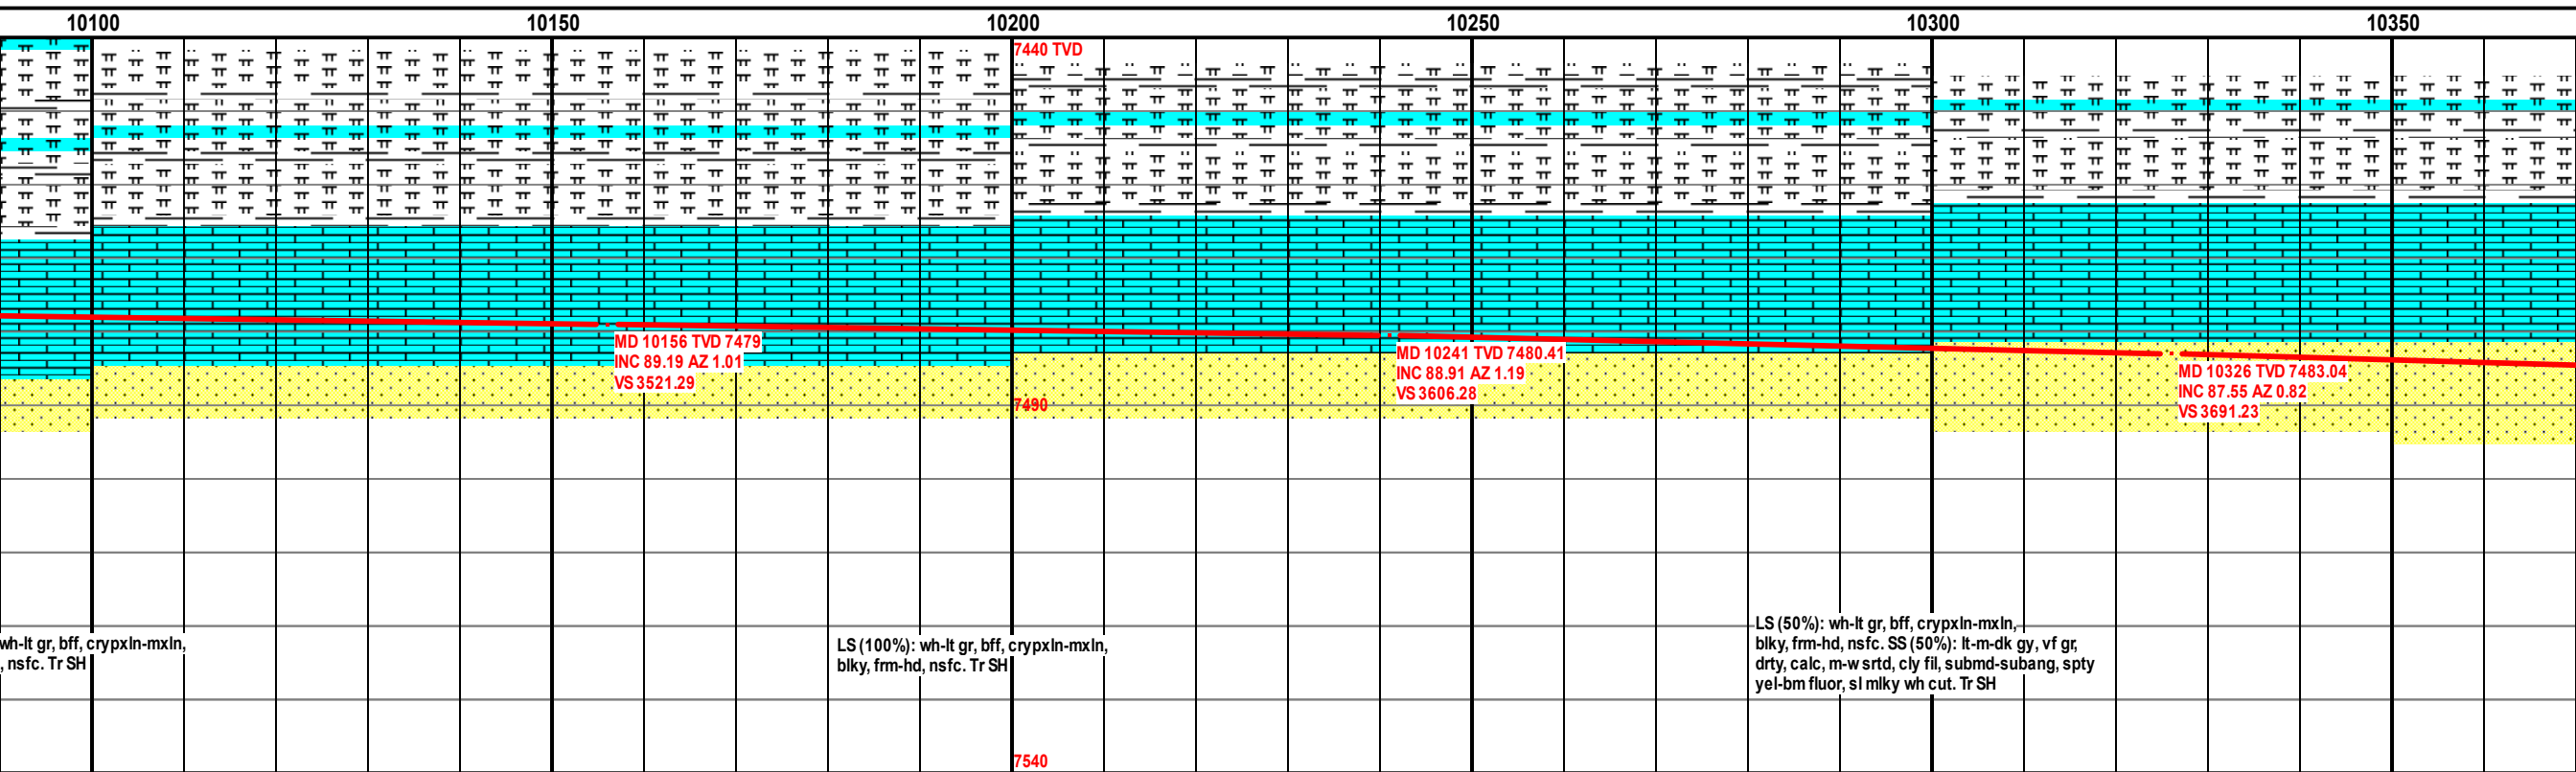 10100 10150 10200 10250 10300 10350
7440 TVD
MD 10156 TVD 7479
INC 89.19 AZ 1.01
VS 3521.29
MD 10241 TVD 7480.41
INC 88.91 AZ 1.19
VS 3606.28
MD 10326 TVD 7483.04
INC 87.55 AZ 0.82
VS 3691.23
7490
wh-lt gr, bff, crypxln-mxln,
, nsfc. Tr SH
LS (100%): wh-lt gr, bff, crypxln-mxln,
blky, frm-hd, nsfc. Tr SH
LS (50%): wh-lt gr, bff, crypxln-mxln,
blky, frm-hd, nsfc. SS (50%): lt-m-dk gy, vf gr,
drty, calc, m-w srtd, cly fil, submd-subang, spty
yel-bm fluor, sl mlky wh cut. Tr SH
7540